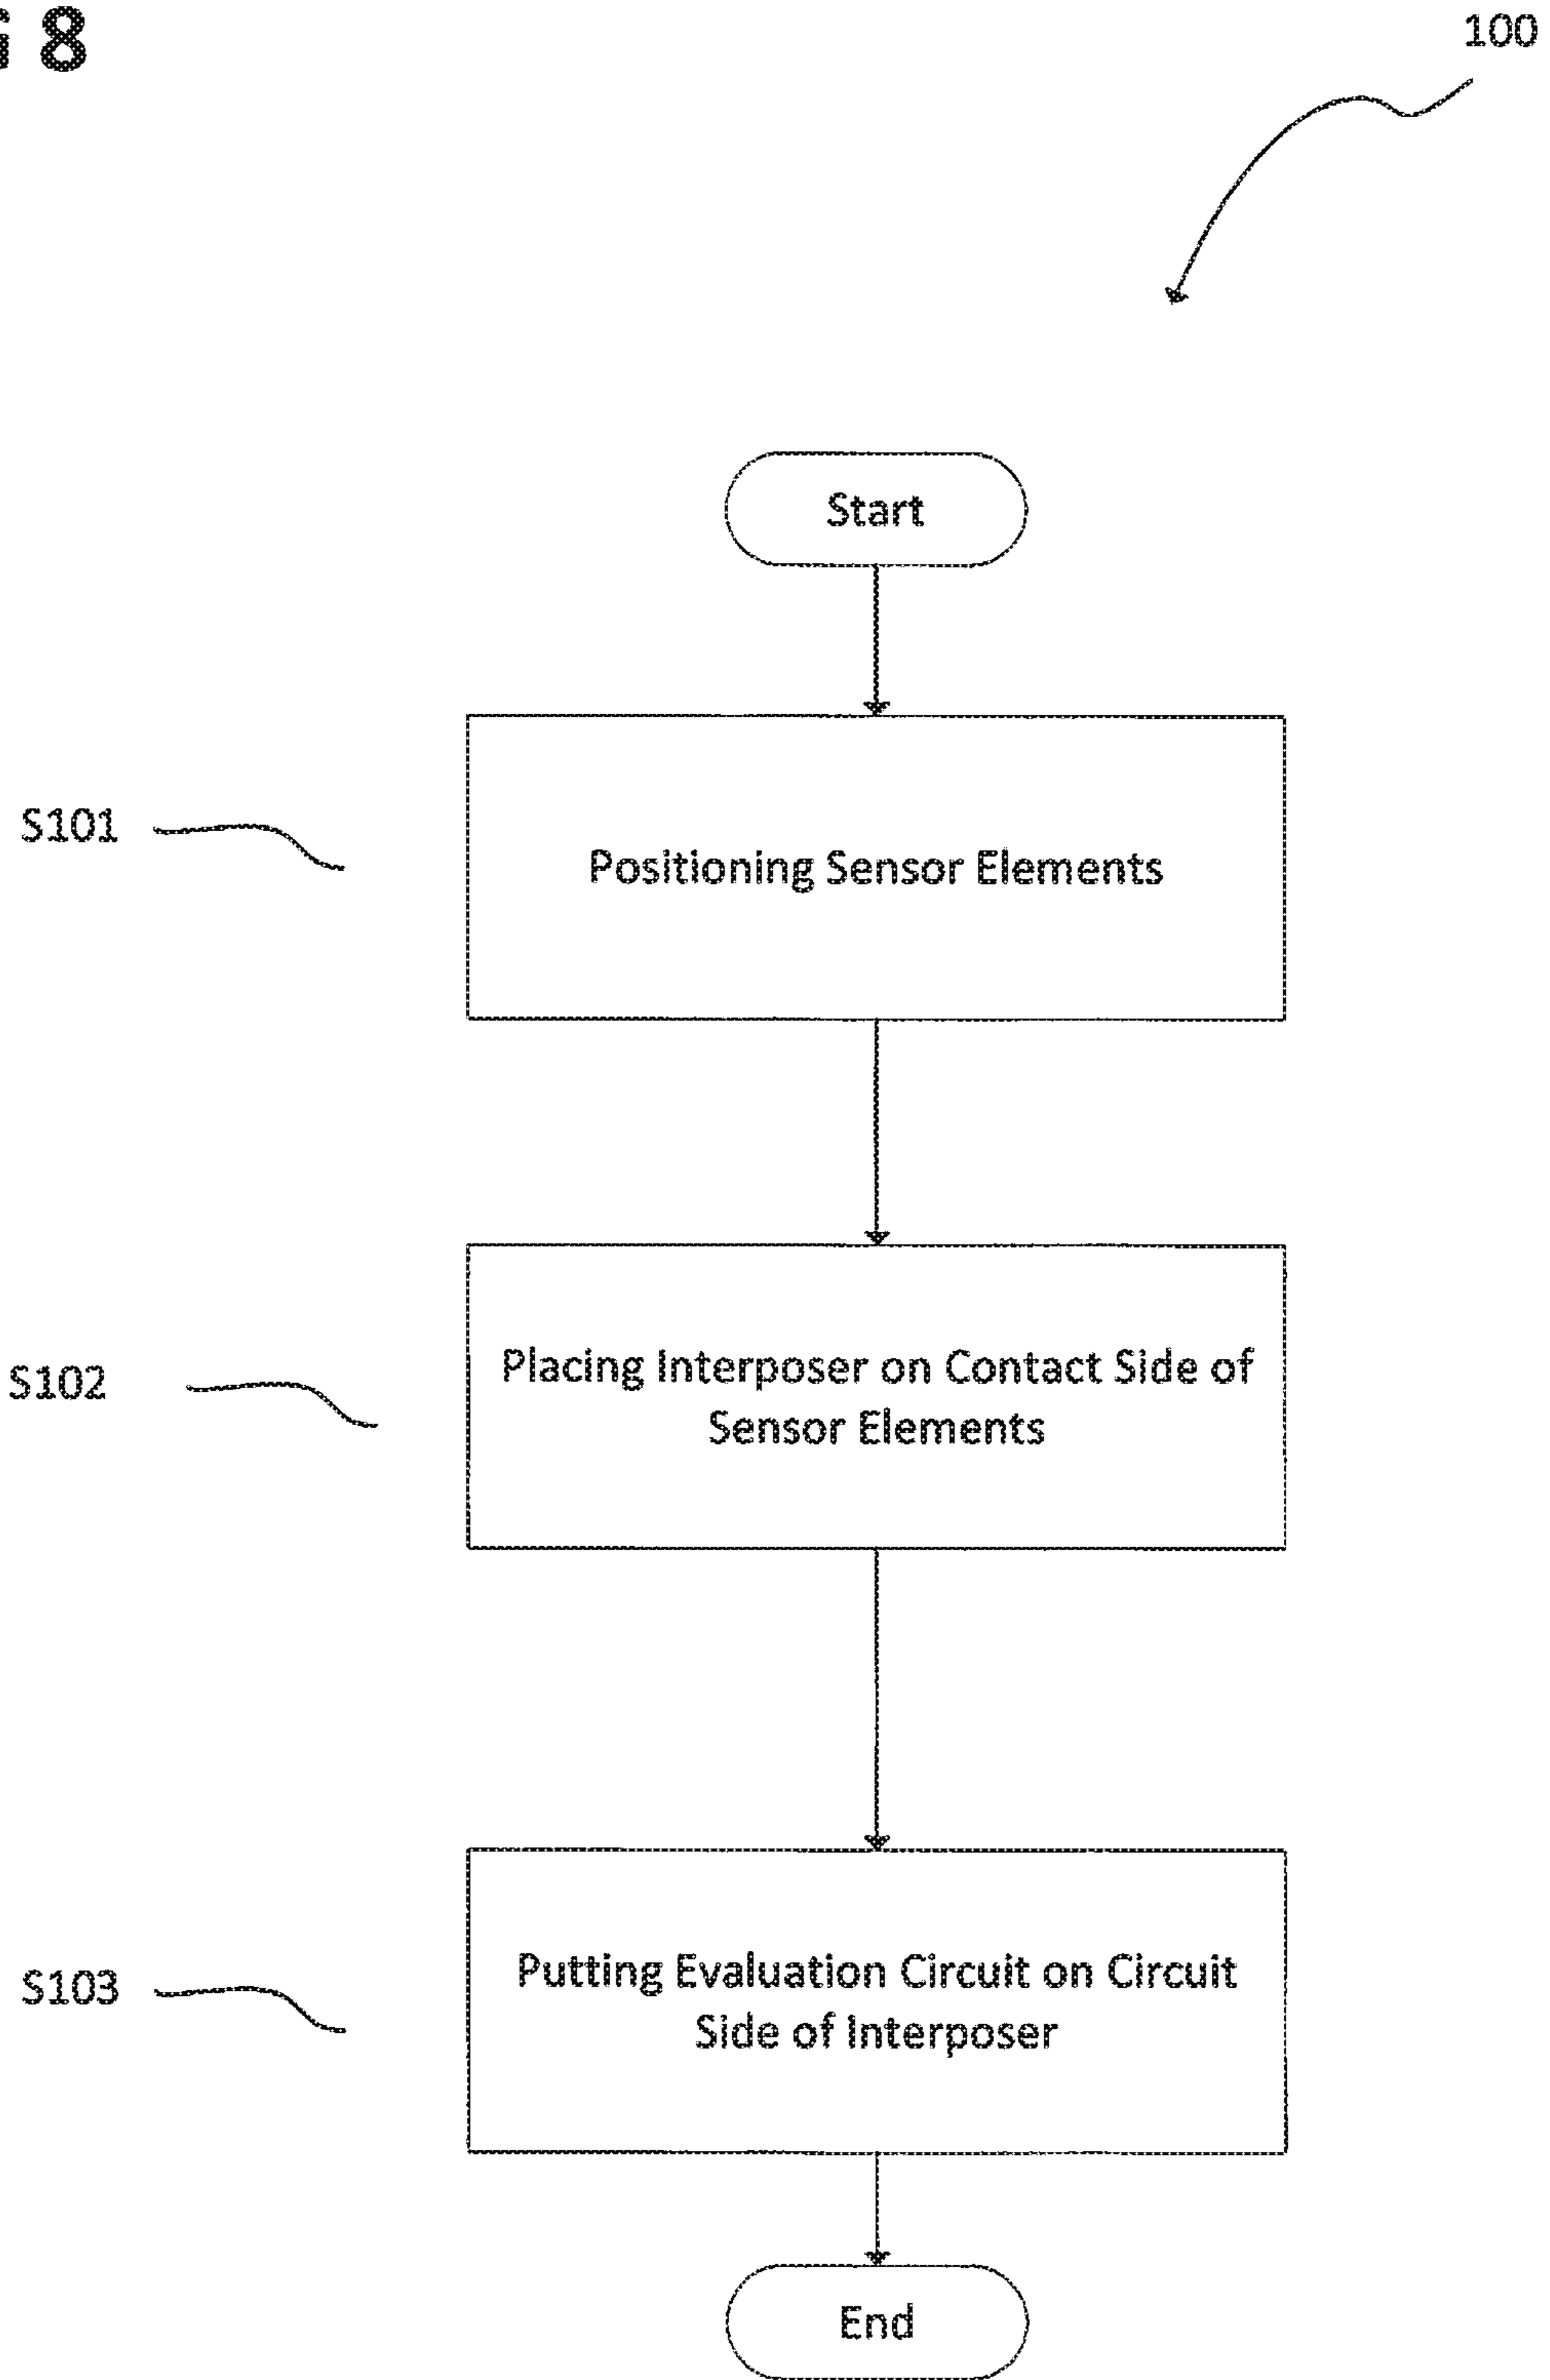 8
100
Start
S101
Positioning Sensor Elements
S102
Placing Interposer on Contact Side of
Sensor Elements
S103
Putting Evaluation Circuit on Circuit
Side of Interposer
End